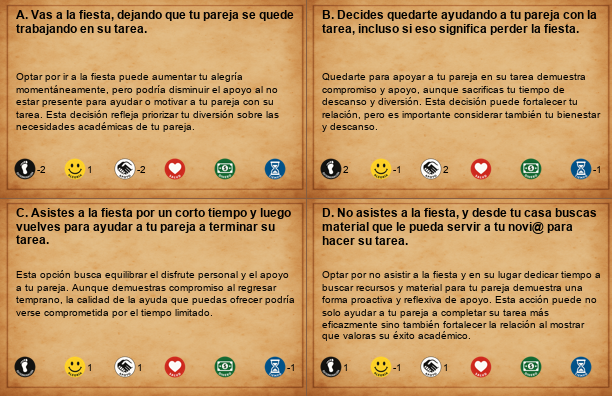 A. Vas a la fiesta, dejando que tu pareja se quede
trabajando en su tarea.
Optar por ir a la fiesta puede aumentar tu alegría
momentáneamente, pero podría disminuir el apoyo al no
estar presente para ayudar o motivar a tu pareja con su
tarea. Esta decisión refleja priorizar tu diversión sobre las
necesidades académicas de tu pareja.
-2 1 -2
B. Decides quedarte ayudando a tu pareja con la
tarea, incluso si eso significa perder la fiesta.
Quedarte para apoyar a tu pareja en su tarea demuestra
compromiso y apoyo, aunque sacrificas tu tiempo de
descanso y diversión. Esta decisión puede fortalecer tu
relación, pero es importante considerar también tu bienestar
y descanso.
2 -1 2 -1
C. Asistes a la fiesta por un corto tiempo y luego
vuelves para ayudar a tu pareja a terminar su
tarea.
Esta opción busca equilibrar el disfrute personal y el apoyo
a tu pareja. Aunque demuestras compromiso al regresar
temprano, la calidad de la ayuda que puedas ofrecer podría
verse comprometida por el tiempo limitado.
1 1 -1
D. No asistes a la fiesta, y desde tu casa buscas
material que le pueda servir a tu novi@ para
hacer su tarea.
Optar por no asistir a la fiesta y en su lugar dedicar tiempo a
buscar recursos y material para tu pareja demuestra una
forma proactiva y reflexiva de apoyo. Esta acción puede no
solo ayudar a tu pareja a completar su tarea más
eficazmente sino también fortalecer la relación al mostrar
que valoras su éxito académico.
1 -1 1